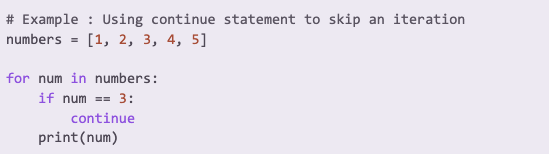 # Example : Using continue statement to skip an iteration
numbers = [1, 2, 3, 4, 5]
for num in numbers:
    if num == 3:
        continue
    print(num)